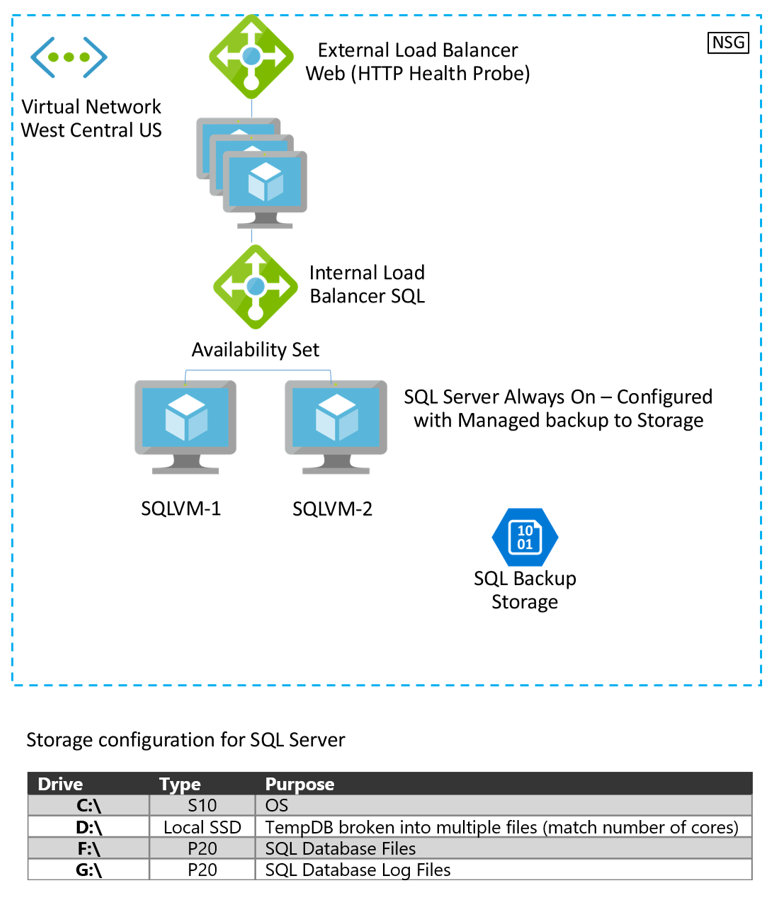 External Load Balancer
Web (HTTP Health Probe)
NSG
Virtual Network
West Central US
Internal Load
Balancer SQL
Availability Set
SQL Server Always On – Configured
with Managed backup to Storage
SQLVM-1
SQLVM-2
10
01
SQL Backup
Storage
Storage configuration for SQL Server
Drive Type Purpose
C:\ S10 OS
D:\ Local SSD TempDB broken into multiple files (match number of cores)
F:\ P20 SQL Database Files
G:\ P20 SQL Database Log Files